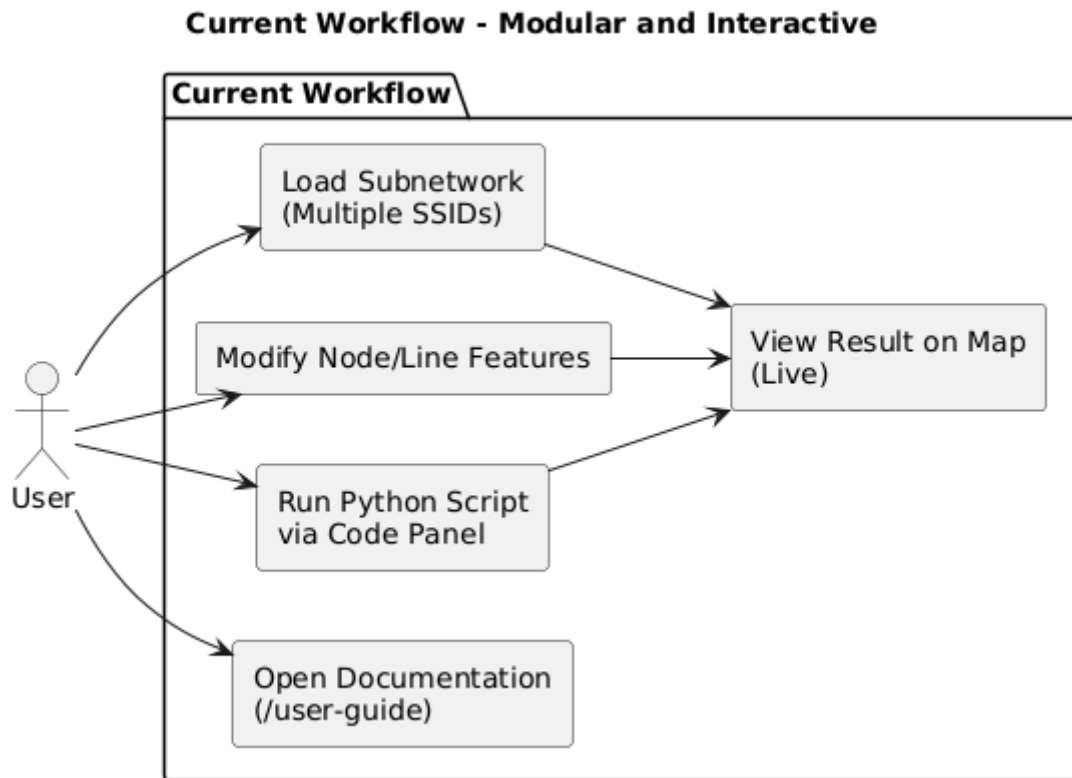 Current Workflow - Modular and Interactive
Current Workflow
Load Subnetwork
(Multiple SSIDs)
Modify Node/Line Features
View Result on Map
(Live)
User
Run Python Script
via Code Panel
Open Documentation
(/user-guide)